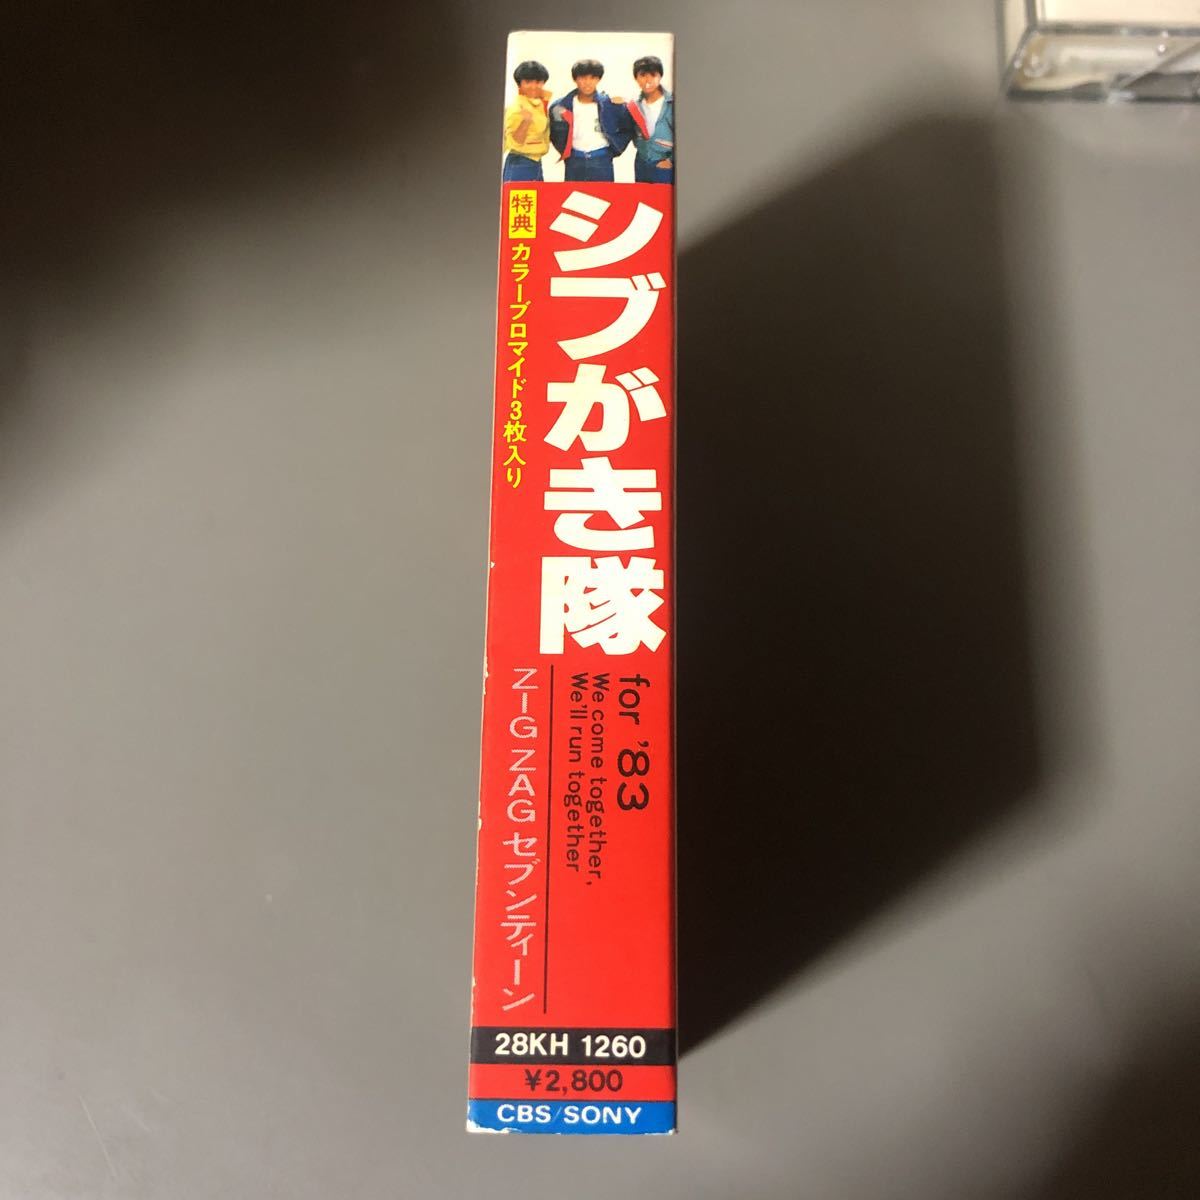 シブがき隊
特典
カラーブロマイド3枚入り
for '83
We come together,
We'll run together
ZIG ZAG セブンティーン
28KH 1260
¥2,800
CBS/SONY